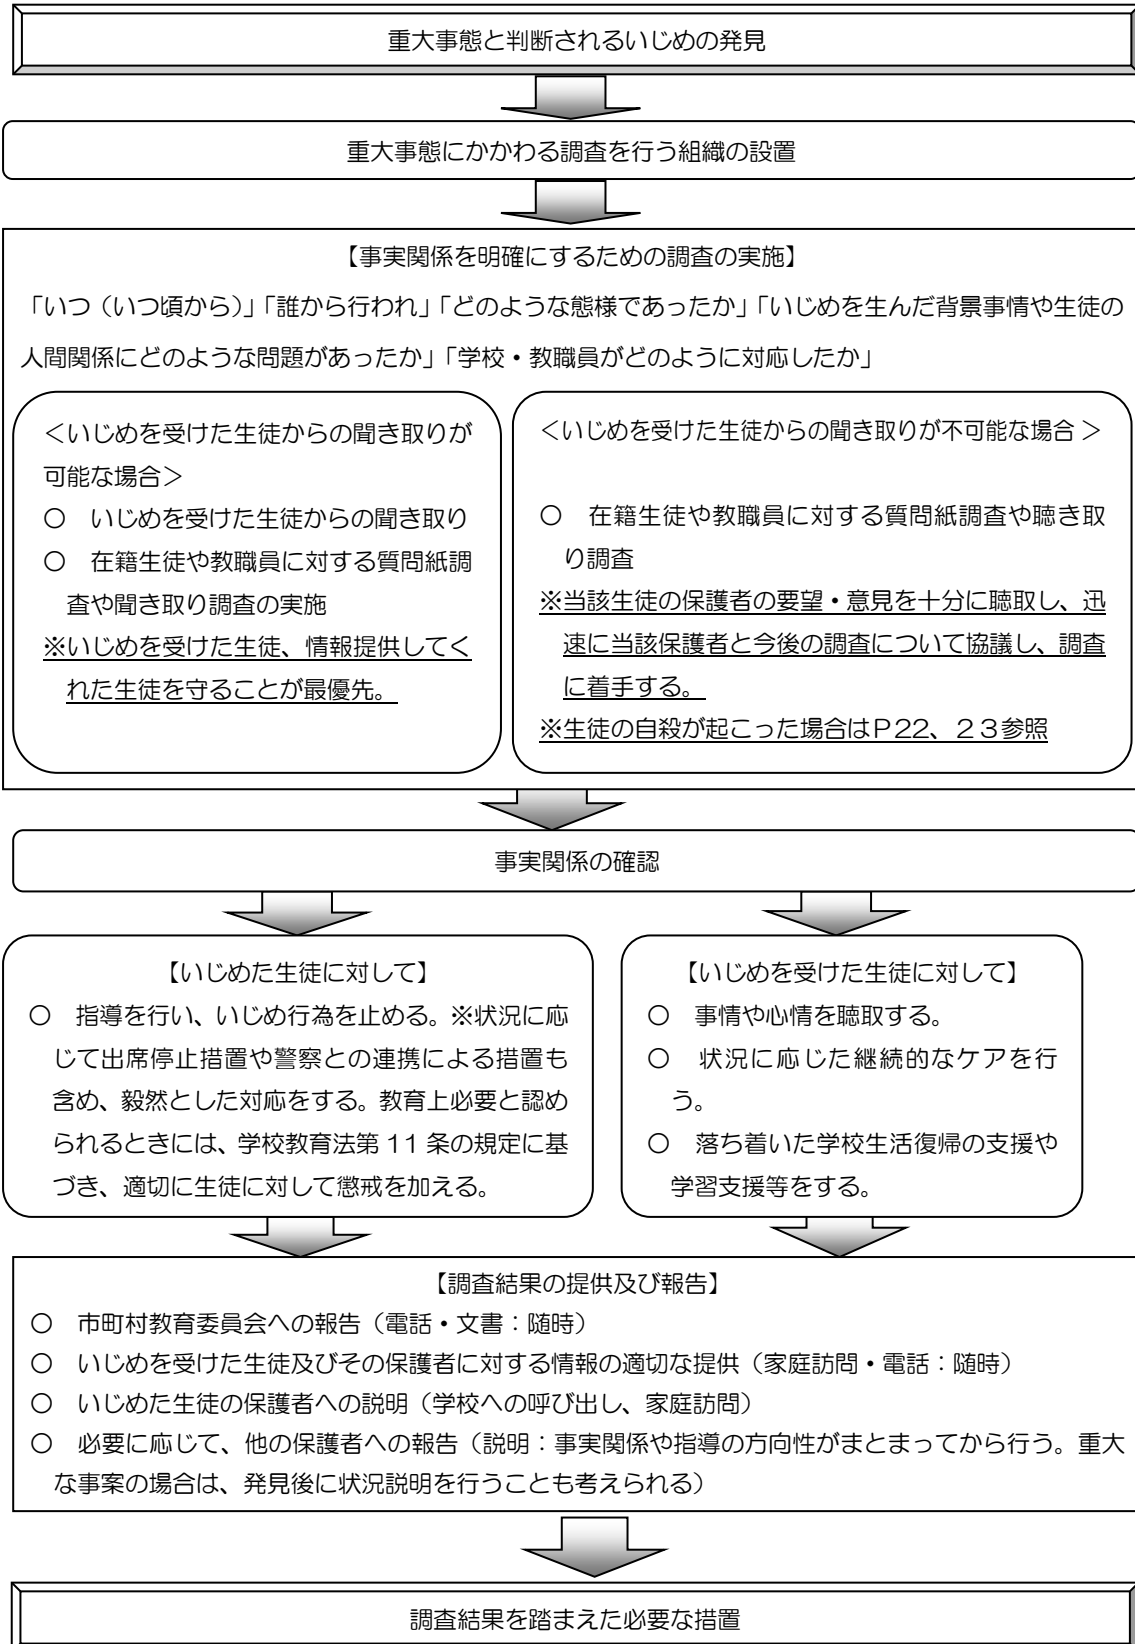 重大事態と判断されるいじめの発見
重大事態にかかわる調査を行う組織の設置
【事実関係を明確にするための調査の実施】
「いつ（いつ頃から）」「誰から行われ」「どのような態様であったか」「いじめを生んだ背景事情や生徒の
人間関係にどのような問題があったか」「学校・教職員がどのように対応したか」
＜いじめを受けた生徒からの聞き取りが
可能な場合＞
○　いじめを受けた生徒からの聞き取り
○　在籍生徒や教職員に対する質問紙調
査や聞き取り調査の実施
※いじめを受けた生徒、情報提供してく
れた生徒を守ることが最優先。
＜いじめを受けた生徒からの聞き取りが不可能な場合＞
○　在籍生徒や教職員に対する質問紙調査や聴き取
り調査
※当該生徒の保護者の要望・意見を十分に聴取し、迅
速に当該保護者と今後の調査について協議し、調査
に着手する。
※生徒の自殺が起こった場合はＰ２２、２３参照
事実関係の確認
【いじめた生徒に対して】
○　指導を行い、いじめ行為を止める。※状況に応
じて出席停止措置や警察との連携による措置も
含め、毅然とした対応をする。教育上必要と認め
られるときには、学校教育法第 11 条の規定に基
づき、適切に生徒に対して懲戒を加える。
【いじめを受けた生徒に対して】
○　事情や心情を聴取する。
○　状況に応じた継続的なケアを行
う。
○　落ち着いた学校生活復帰の支援や
学習支援等をする。
【調査結果の提供及び報告】
○　市町村教育委員会への報告（電話・文書：随時）
○　いじめを受けた生徒及びその保護者に対する情報の適切な提供（家庭訪問・電話：随時）
○　いじめた生徒の保護者への説明（学校への呼び出し、家庭訪問）
○　必要に応じて、他の保護者への報告（説明：事実関係や指導の方向性がまとまってから行う。重大
な事案の場合は、発見後に状況説明を行うことも考えられる）
調査結果を踏まえた必要な措置